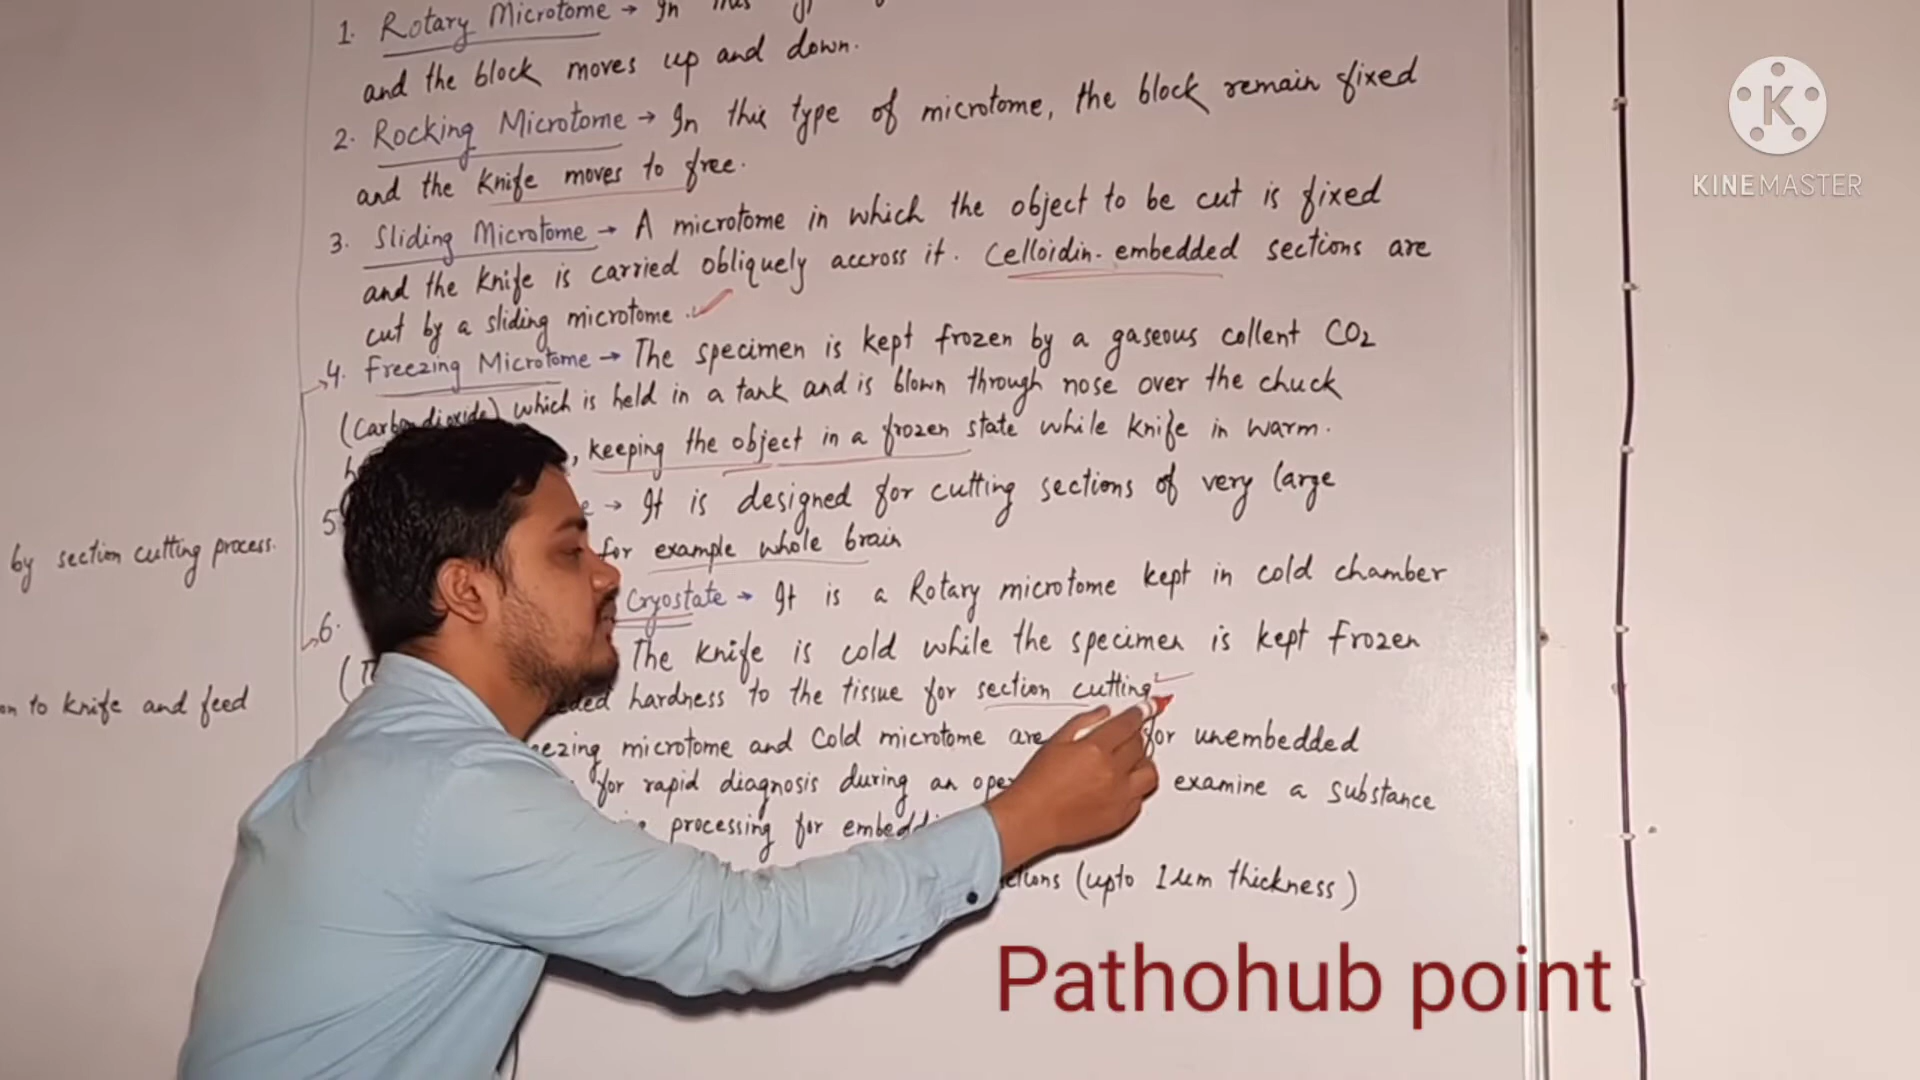 1. Rotary Microtome → In this
and the block moves up and down.
2. Rocking Microtome → In this type of microtome, the block remain fixed
and the knife moves to free.
3. Sliding Microtome → A microtome in which the object to be cut is fixed
and the knife is carried obliquely accross it. Celloidin-embedded sections are
cut by a sliding microtome.
4. Freezing Microtome → The specimen is kept frozen by a gaseous collent CO2
(Carbondioxide) which is held in a tank and is blown through nose over the chuck
, keeping the object in a frozen state while knife in warm.
5 → It is designed for cutting sections of very large
for example whole brain
6. Cryostate → It is a Rotary microtome kept in cold chamber
The knife is cold while the specimen is kept frozen
hardness to the tissue for section cutting
microtome and Cold microtome are for unembedded
for rapid diagnosis during an examine a substance
processing for
(upto 1 um thickness)
by section cutting process.
to knife and feed
K
KINEMASTER
Pathohub point